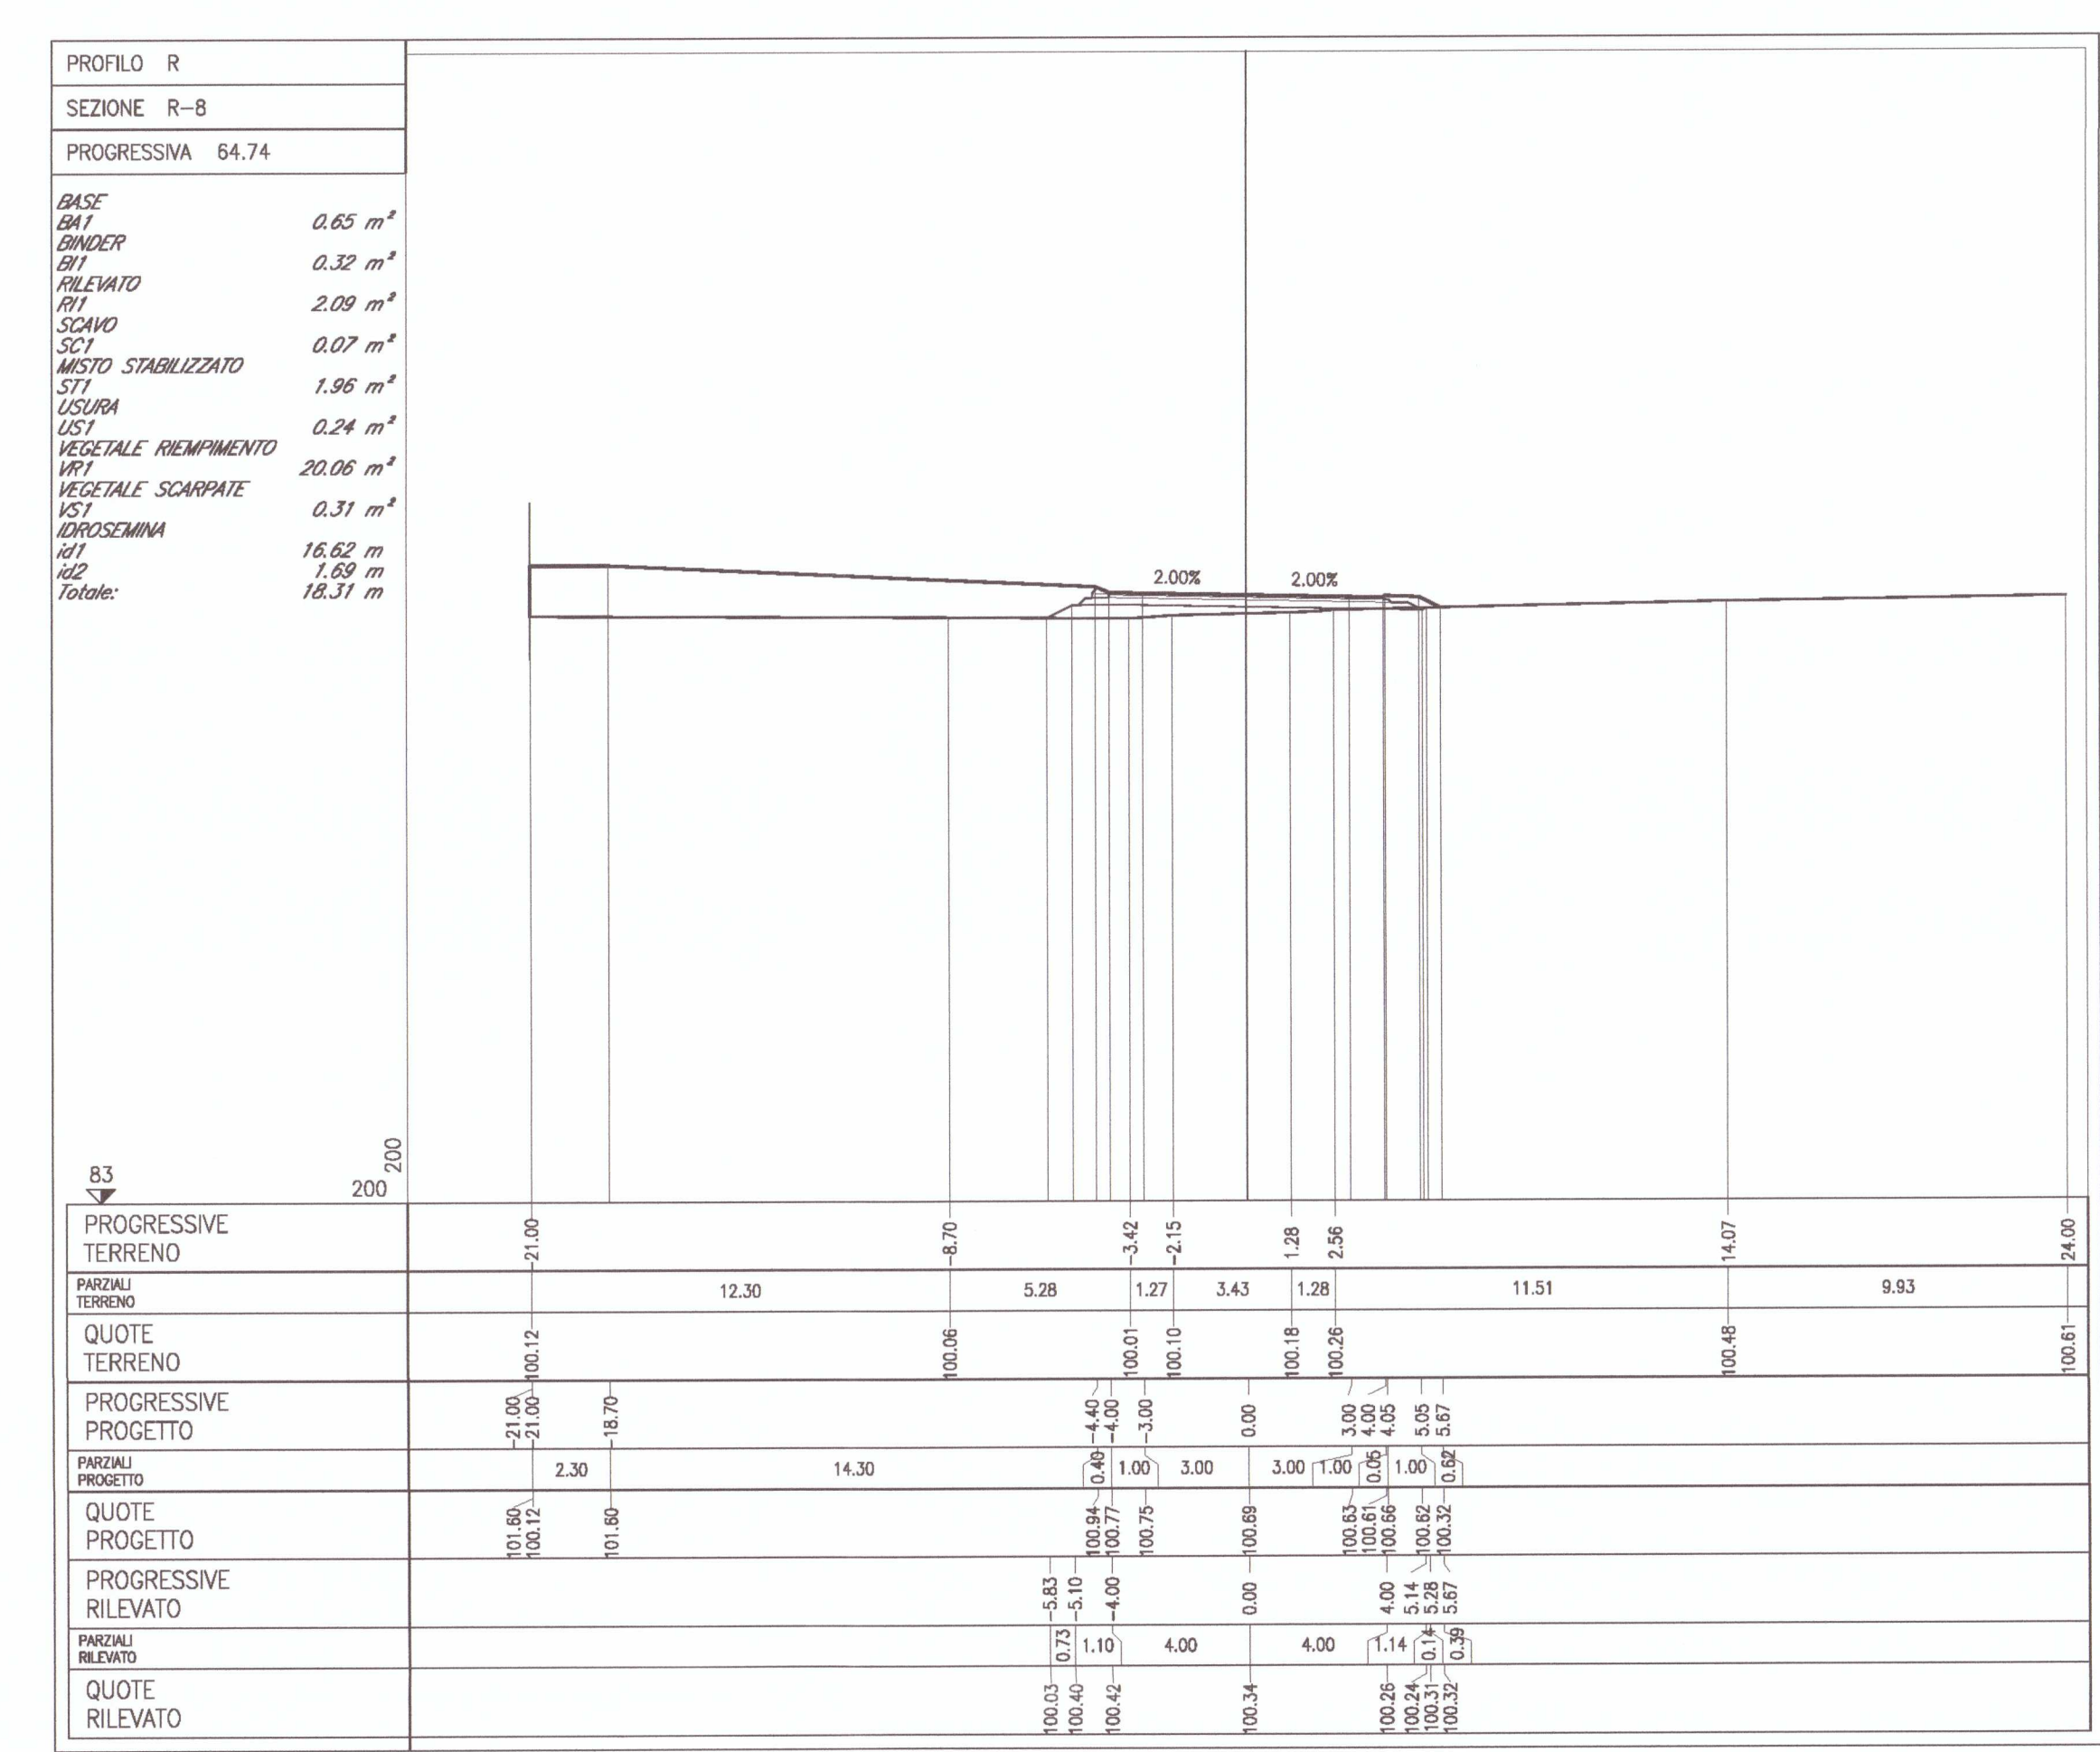 PROFILO R
SEZIONE R-8
PROGRESSIVA 64.74
BASE
BA1 0.65 m²
BINDER
BI1 0.32 m²
RILEVATO
RI1 2.09 m²
SCAVO
SC1 0.07 m²
MISTO STABILIZZATO
ST1 1.96 m²
USURA
US1 0.24 m²
VEGETALE RIEMPIMENTO
VR1 20.06 m²
VEGETALE SCARPATE
VS1 0.31 m²
IDROSEMINA
id1 16.62 m
id2 1.69 m
Totale: 18.31 m
2.00% 2.00%
83 200
200
PROGRESSIVE
TERRENO
-21.00 -8.70 -3.42 -2.15 1.28 2.56 14.07 24.00
PARZIALI
TERRENO
12.30 5.28 1.27 3.43 1.28 11.51 9.93
QUOTE
TERRENO
100.12 100.06 100.01 100.10 100.18 100.26 100.48 100.61
PROGRESSIVE
PROGETTO
-21.00 -21.00 -18.70 -4.40 -4.00 -3.00 0.00 3.00 4.00 4.05 5.05 5.67
PARZIALI
PROGETTO
2.30 14.30 0.40 1.00 3.00 3.00 1.00 0.05 1.00 0.62
QUOTE
PROGETTO
101.60 100.12 101.60 100.94 100.77 100.75 100.69 100.63 100.61 100.66 100.62 100.32
PROGRESSIVE
RILEVATO
-5.83 -5.10 -4.00 0.00 4.00 5.14 5.28 5.67
PARZIALI
RILEVATO
0.73 1.10 4.00 4.00 1.14 0.14 0.39
QUOTE
RILEVATO
100.03 100.40 100.42 100.34 100.26 100.24 100.31 100.32